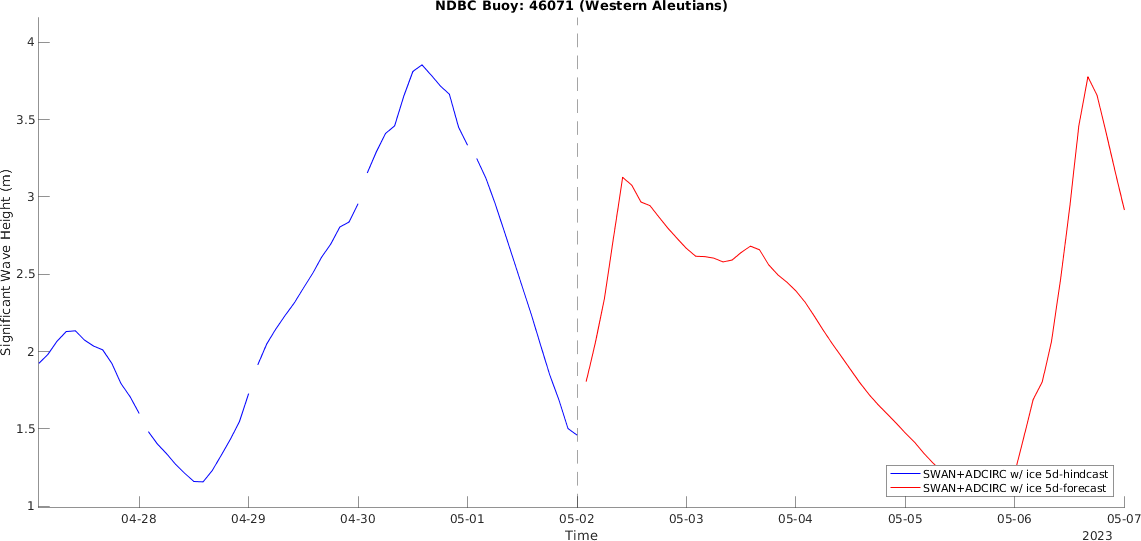 NDBC Buoy: 46071 (Western Aleutians)
Significant Wave Height (m)
4
3.5
3
2.5
2
1.5
1
SWAN+ADCIRC w/ ice 5d-hindcast
SWAN+ADCIRC w/ ice 5d-forecast
04-28 04-29 04-30 05-01 05-02 05-03 05-04 05-05 05-06 05-07
Time
2023